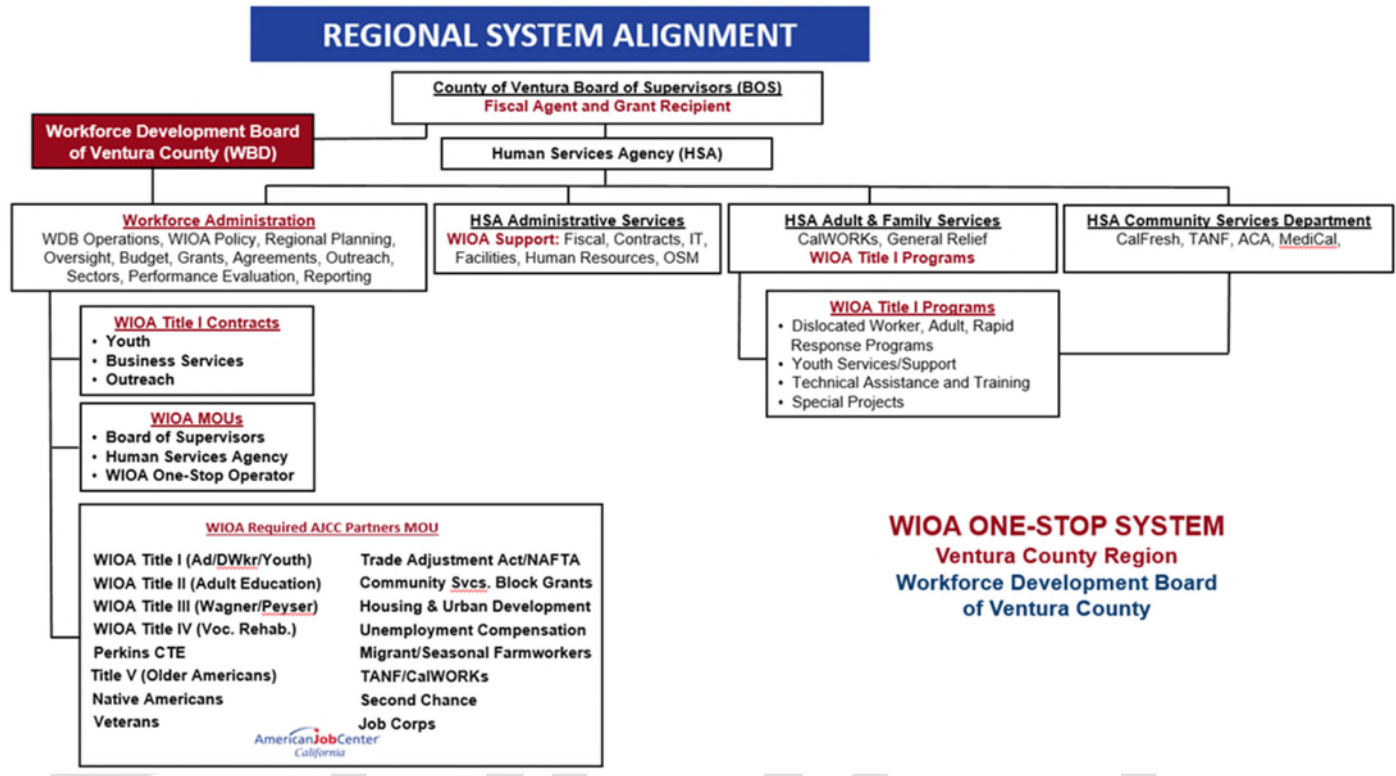 REGIONAL SYSTEM ALIGNMENT
County of Ventura Board of Supervisors (BOS)
Fiscal Agent and Grant Recipient
Workforce Development Board
of Ventura County (WBD)
Human Services Agency (HSA)
Workforce Administration
WDB Operations, WIOA Policy, Regional Planning,
Oversight, Budget, Grants, Agreements, Outreach,
Sectors, Performance Evaluation, Reporting
HSA Administrative Services
WIOA Support: Fiscal, Contracts, IT,
Facilities, Human Resources, OSM
HSA Adult & Family Services
CalWORKs, General Relief
WIOA Title I Programs
HSA Community Services Department
CalFresh, TANF, ACA, MediCal,
WIOA Title I Contracts
• Youth
• Business Services
• Outreach
WIOA Title I Programs
• Dislocated Worker, Adult, Rapid
Response Programs
• Youth Services/Support
• Technical Assistance and Training
• Special Projects
WIOA MOUs
• Board of Supervisors
• Human Services Agency
• WIOA One-Stop Operator
WIOA Required AJCC Partners MOU
WIOA Title I (Ad/DWkr/Youth)
WIOA Title II (Adult Education)
WIOA Title III (Wagner/Peyser)
WIOA Title IV (Voc. Rehab.)
Perkins CTE
Title V (Older Americans)
Native Americans
Veterans
Trade Adjustment Act/NAFTA
Community Svcs. Block Grants
Housing & Urban Development
Unemployment Compensation
Migrant/Seasonal Farmworkers
TANF/CalWORKs
Second Chance
Job Corps
AmericanJobCenter
California
WIOA ONE-STOP SYSTEM
Ventura County Region
Workforce Development Board
of Ventura County